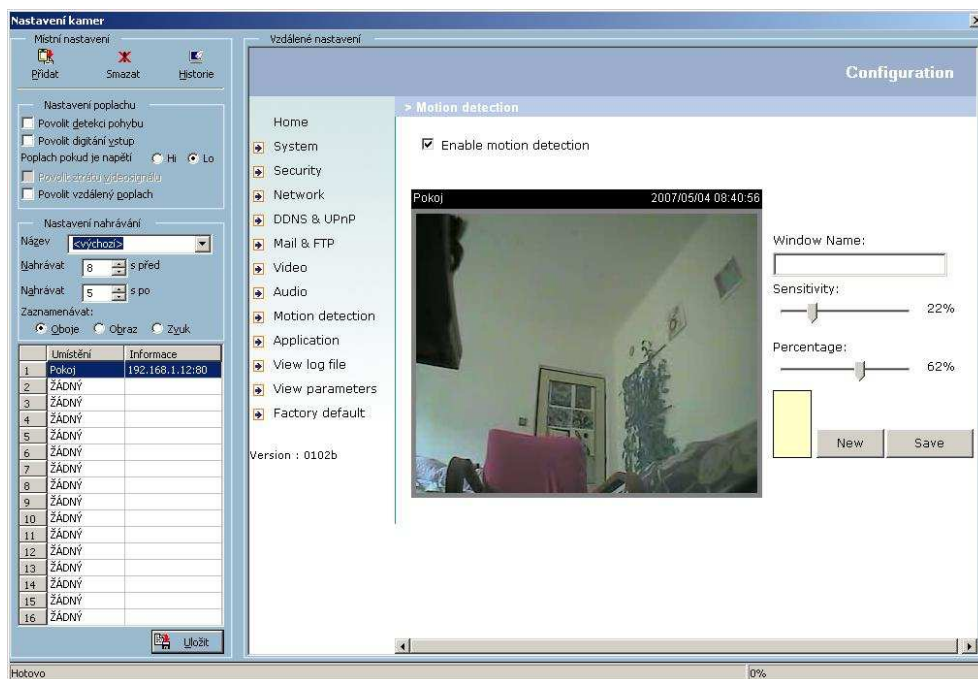 Nastavení kamer
Místní nastavení
Přidat
Smazat
Historie
Nastavení poplachu
Povolit detekci pohybu
Povolit digitání vstup
Poplach pokud je napětí Hi Lo
Povolit ztrátu videosignálu
Povolit vzdálený poplach
Nastavení nahrávání
Název <výchozí>
Nahrávat 8 s před
Nahrávat 5 s po
Zaznamenávat:
Oboje Obraz Zvuk
Umístění Informace
1 Pokoj 192.168.1.12:80
2 ŽÁDNÝ
3 ŽÁDNÝ
4 ŽÁDNÝ
5 ŽÁDNÝ
6 ŽÁDNÝ
7 ŽÁDNÝ
8 ŽÁDNÝ
9 ŽÁDNÝ
10 ŽÁDNÝ
11 ŽÁDNÝ
12 ŽÁDNÝ
13 ŽÁDNÝ
14 ŽÁDNÝ
15 ŽÁDNÝ
16 ŽÁDNÝ
Uložit
Vzdálené nastavení
Configuration
> Motion detection
Home
System
Security
Network
DDNS & UPnP
Mail & FTP
Video
Audio
Motion detection
Application
View log file
View parameters
Factory default
Version : 0102b
Enable motion detection
Pokoj 2007/05/04 08:40:56
Window Name:
Sensitivity:
22%
Percentage:
62%
New Save
Hotovo 0%